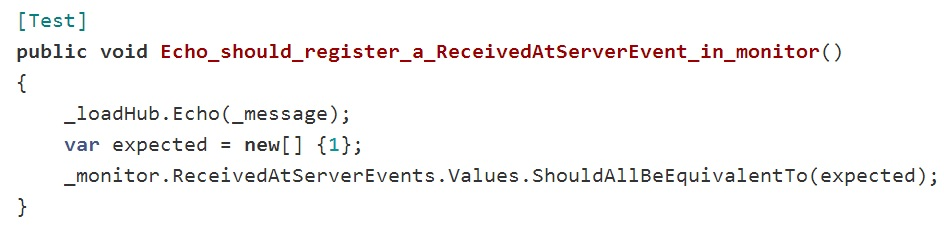 [Test]
public void Echo_should_register_a_ReceivedAtServerEvent_in_monitor()
{
    _loadHub.Echo(_message);
    var expected = new[] {1};
    _monitor.ReceivedAtServerEvents.Values.ShouldAllBeEquivalentTo(expected);
}